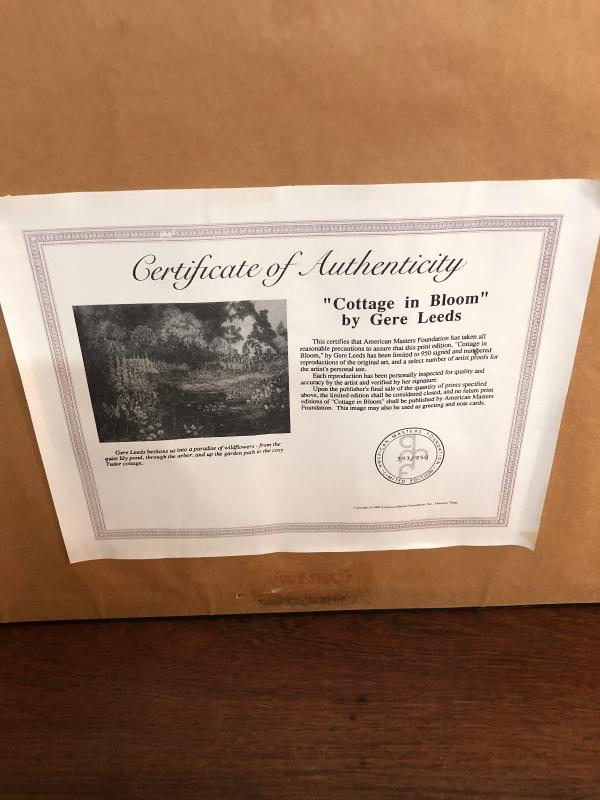 Certificate of Authenticity
"Cottage in Bloom"
by Gere Leeds
This certifies that American Masters Foundation has taken all
reasonable precautions to assure that this print edition, "Cottage in
Bloom," by Gere Leeds has been limited to 950 signed and numbered
reproductions of the original art, and a select number of artist proofs for
the artist's personal use.
Each reproduction has been personally inspected for quality and
accuracy by the artist and verified by her signature.
Upon the publisher's final sale of the quantity of prints specified
above, the limited edition shall be considered closed, and no future print
editions of "Cottage in Bloom" shall be published by American Masters
Foundation. This image may also be used as greeting and note cards.
Gere Leeds beckons us into a paradise of wildflowers - from the
quiet lily pond, through the arbor, and up the garden path to the cozy
Tudor cottage.
AMERICAN MASTERS FOUNDATION
393/950
LIMITED EDITION
Copyright © American Masters Foundation, Inc., Houston, Texas